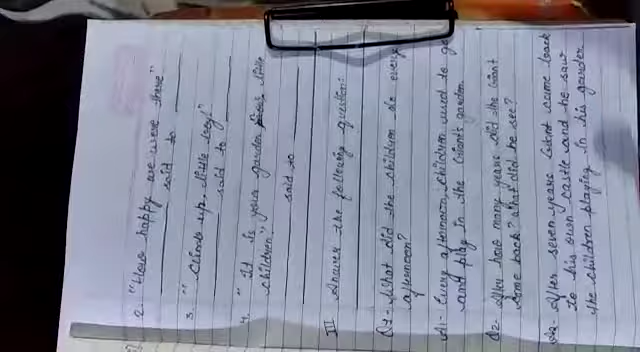 2. "How happy we were there"
said to
3. "Climb up little boy"
said to
4. "it is your garden little
children"
said to
III Answer the following question:
Q1- What did the children do every
afternoon?
A1- Every afternoon, children used to go
and play in the Giant's garden
Q2- After how many years did the Giant
come back? what did he see?
A2- After seven years Giant came back
to his own castle and he saw
the children playing in his garden